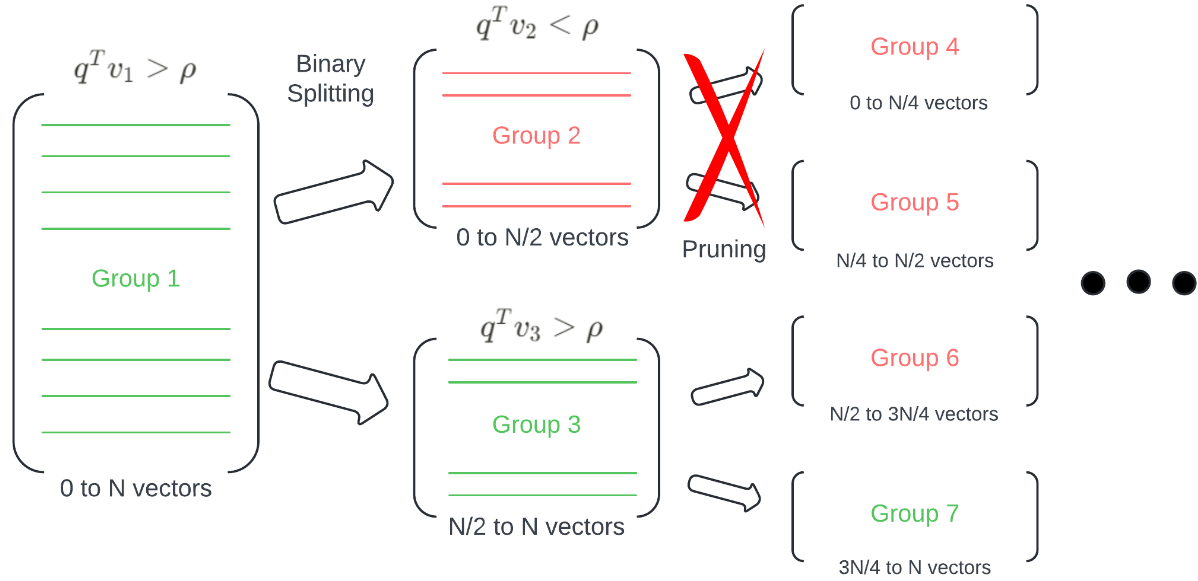 $q^T v_1 > \rho$
Group 1
0 to N vectors
Binary
Splitting
$q^T v_2 < \rho$
Group 2
0 to N/2 vectors
$q^T v_3 > \rho$
Group 3
N/2 to N vectors
Pruning
Group 4
0 to N/4 vectors
Group 5
N/4 to N/2 vectors
Group 6
N/2 to 3N/4 vectors
Group 7
3N/4 to N vectors